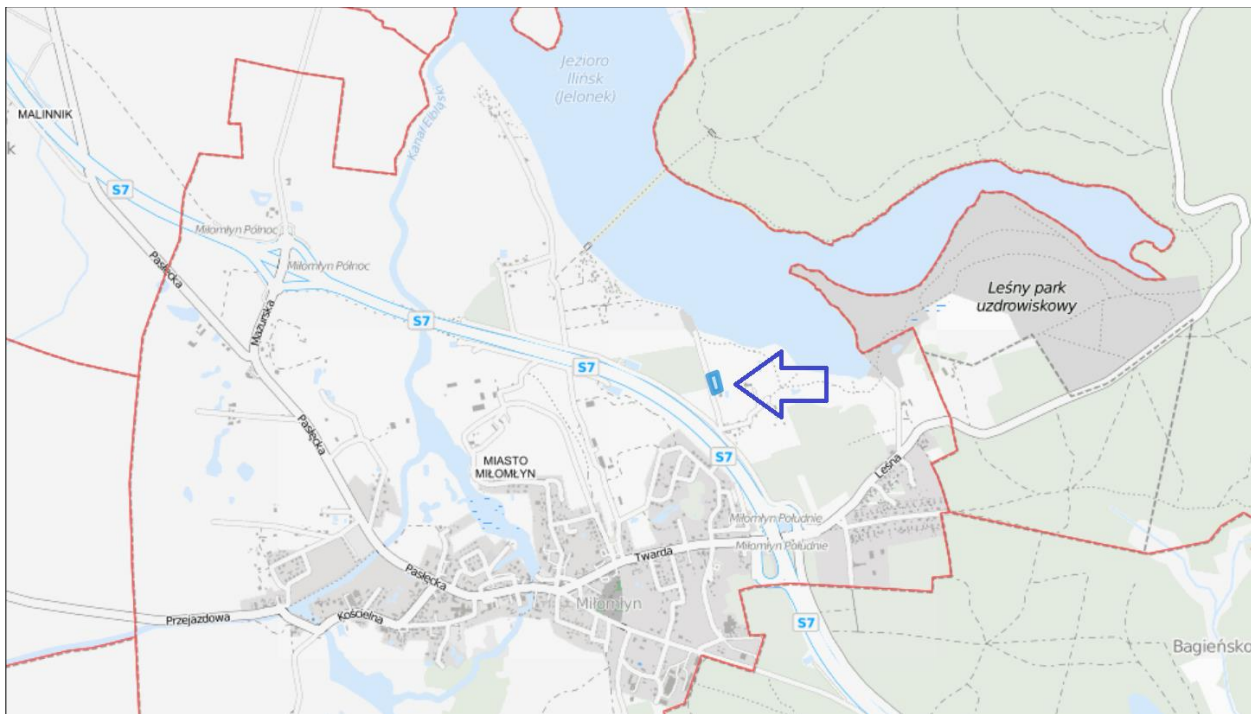 Jezioro
Ilińsk
(Jelonek)
Kanał Elbląski
MALINNIK
k
S7
Miłomłyn Północ
Miłomłyn Północ
Pasłęcka
Mazurska
S7
S7
Leśny park
uzdrowiskowy
Pasłęcka
MIASTO
MIŁOMŁYN
S7
Leśna
Miłomłyn Południe
Miłomłyn Południe
Twarda
Pasłęcka
Miłomłyn
Przejazdowa
Kościelna
S7
Bagieńsko